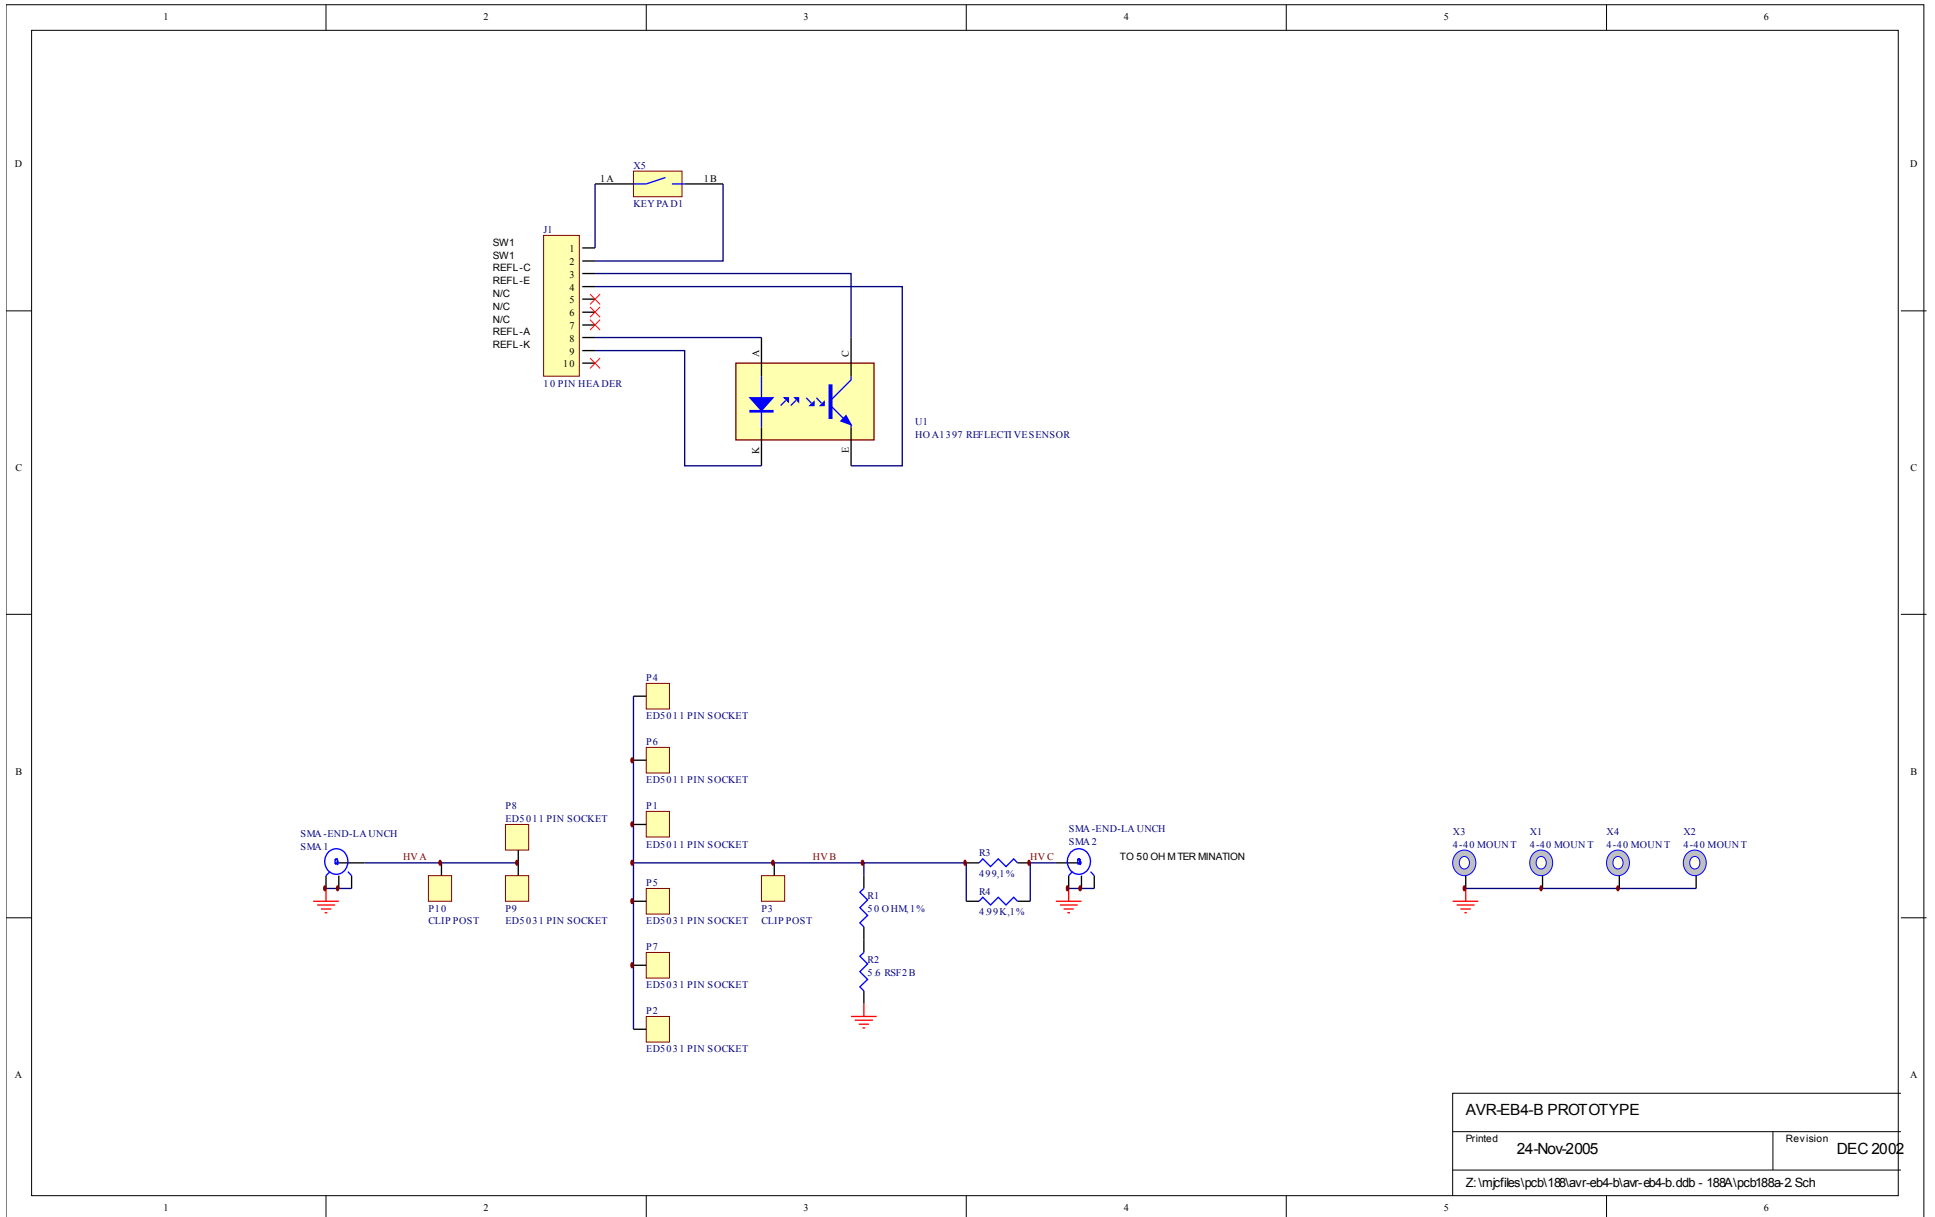 1 2 3 4 5 6
D D
X5
1A 1B
KEYPAD1
J1
SW1 1
SW1 2
REFL-C 3
REFL-E 4
N/C 5
N/C 6
N/C 7
REFL-A 8
REFL-K 9
10
10 PIN HEADER
A C
K E
U1
HOA1397 REFLECTIVE SENSOR
C C
P4
ED5011 PIN SOCKET
P6
ED5011 PIN SOCKET
B B
P1
ED5011 PIN SOCKET
P8
ED5011 PIN SOCKET
SMA-END-LAUNCH
SMA1
HVA
P10
CLIP POST
P9
ED5031 PIN SOCKET
P5
ED5031 PIN SOCKET
P7
ED5031 PIN SOCKET
P2
ED5031 PIN SOCKET
HVB
P3
CLIP POST
R1
50 OHM, 1%
R2
5.6 RSF2B
R3
499, 1%
R4
4.99K, 1%
HVC
SMA-END-LAUNCH
SMA2
TO 50 OHM TERMINATION
X3 X1 X4 X2
4-40 MOUNT 4-40 MOUNT 4-40 MOUNT 4-40 MOUNT
A A
AVR-EB4-B PROTOTYPE
Printed 24-Nov-2005 Revision DEC 2002
Z:\mjcfiles\pcb\188\avr-eb4-b\avr-eb4-b.ddb - 188A\pcb188a-2.Sch
1 2 3 4 5 6